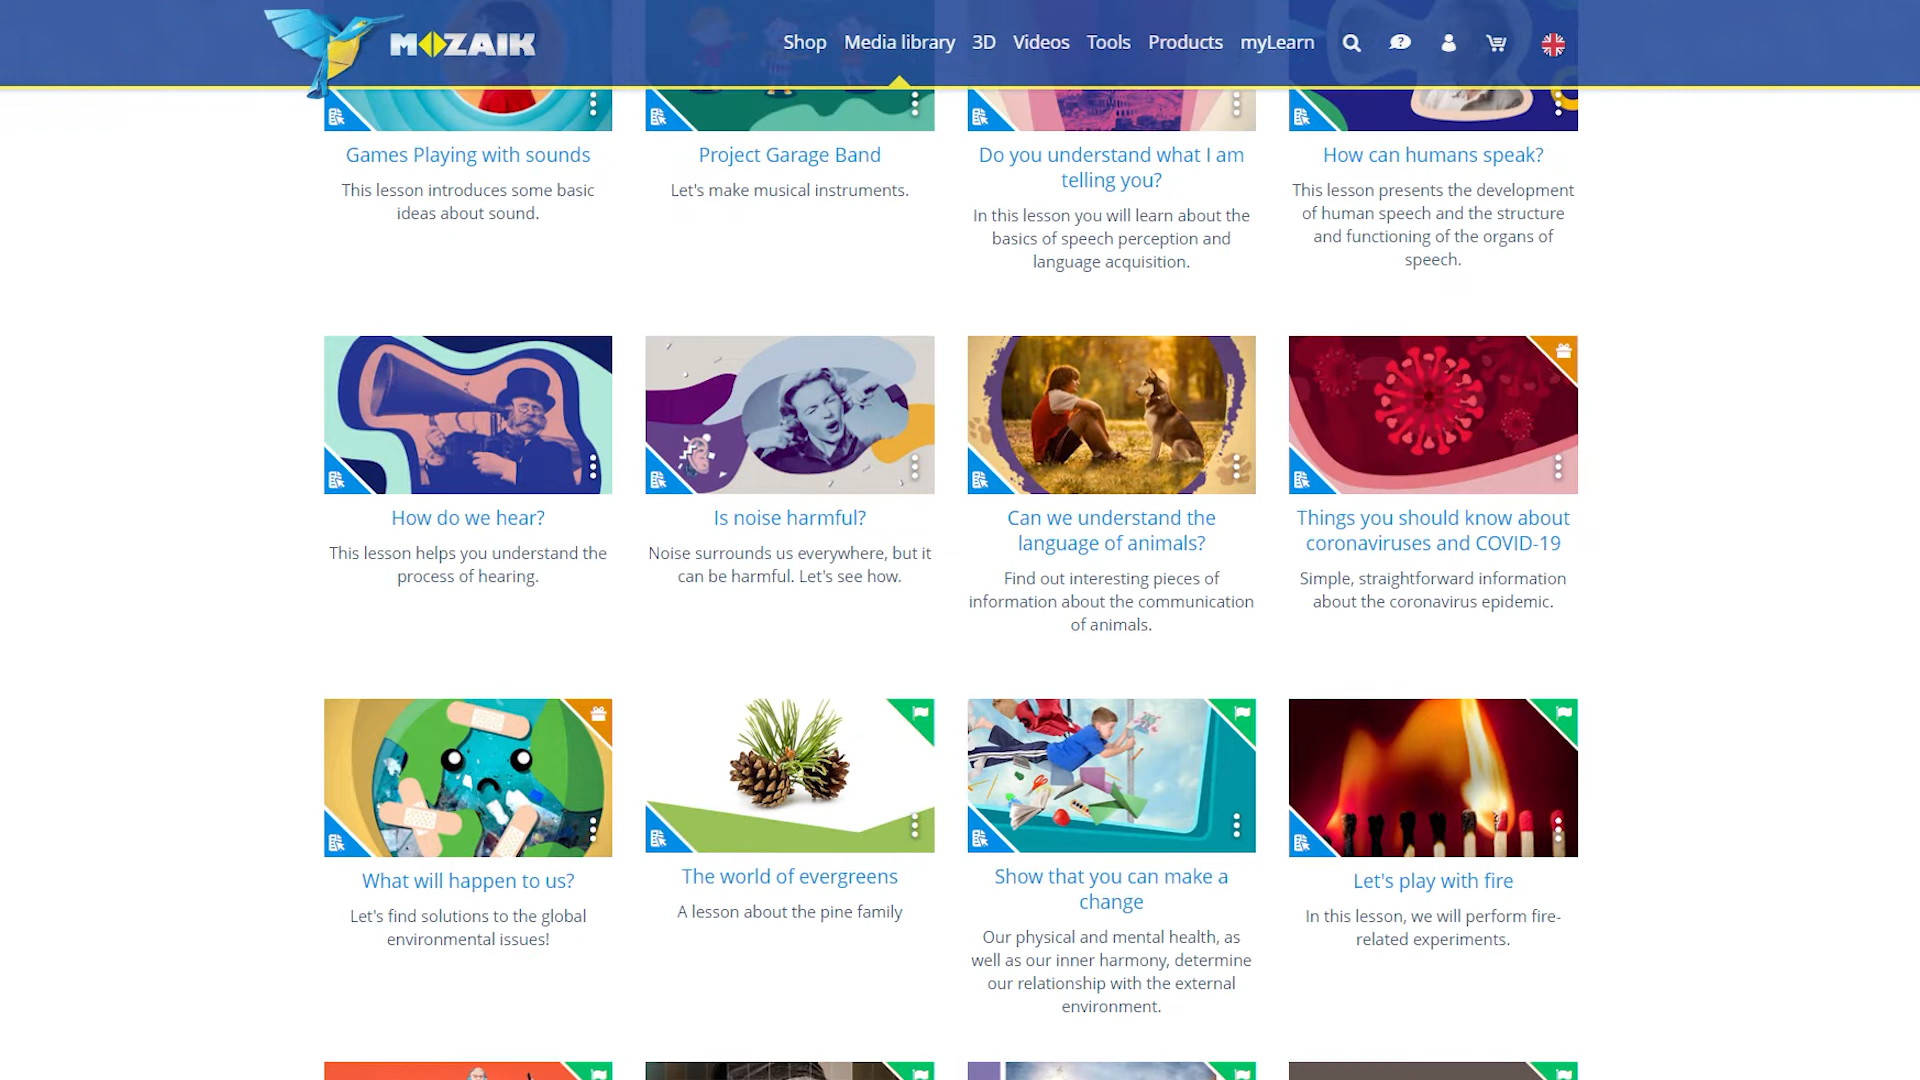 MOZAIK
Shop Media library 3D Videos Tools Products myLearn
Games Playing with sounds
This lesson introduces some basic
ideas about sound.
Project Garage Band
Let's make musical instruments.
Do you understand what I am
telling you?
In this lesson you will learn about the
basics of speech perception and
language acquisition.
How can humans speak?
This lesson presents the development
of human speech and the structure
and functioning of the organs of
speech.
How do we hear?
This lesson helps you understand the
process of hearing.
Is noise harmful?
Noise surrounds us everywhere, but it
can be harmful. Let's see how.
Can we understand the
language of animals?
Find out interesting pieces of
information about the communication
of animals.
Things you should know about
coronaviruses and COVID-19
Simple, straightforward information
about the coronavirus epidemic.
What will happen to us?
Let's find solutions to the global
environmental issues!
The world of evergreens
A lesson about the pine family
Show that you can make a
change
Our physical and mental health, as
well as our inner harmony, determine
our relationship with the external
environment.
Let's play with fire
In this lesson, we will perform fire-
related experiments.